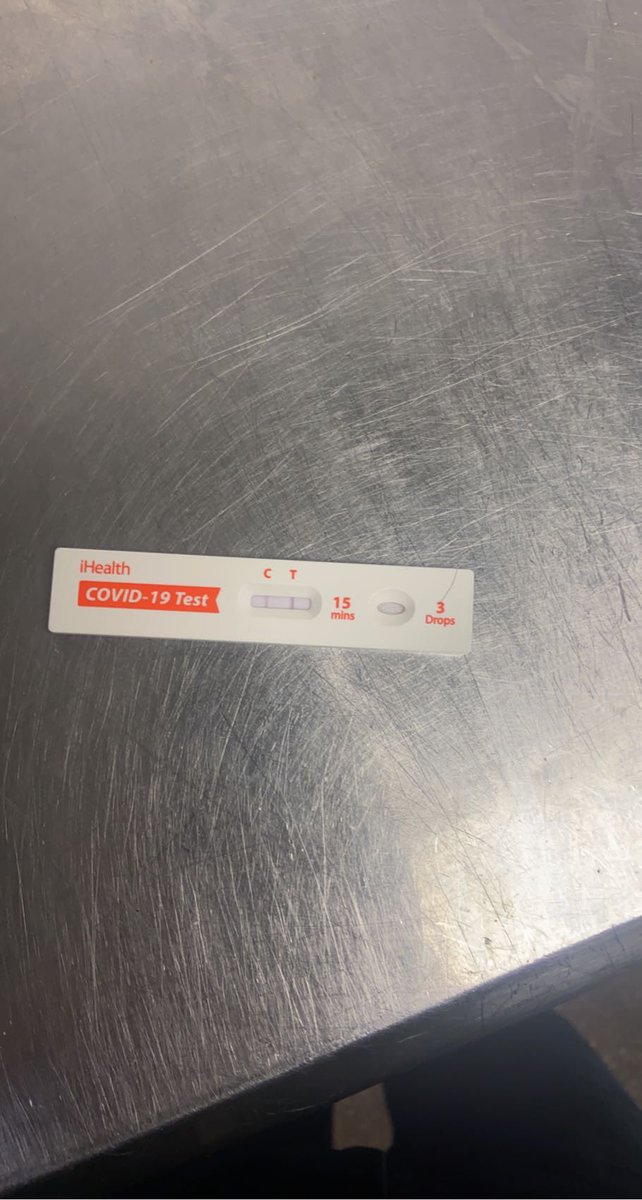 iHealth
COVID-19 Test
C T
15
mins
3
Drops